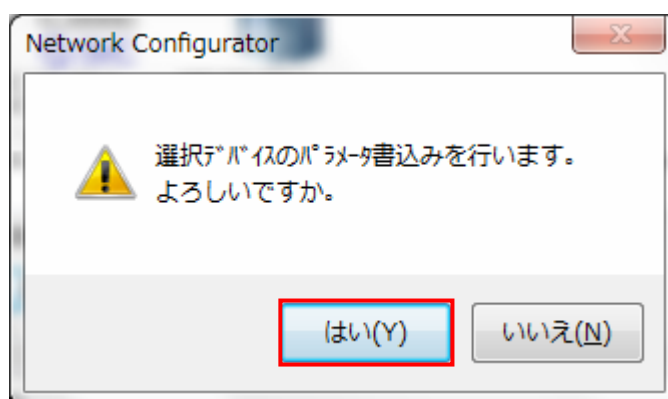 Network Configurator
選択ﾃﾞﾊﾞｲｽのﾊﾟﾗﾒｰﾀ書込みを行います。
よろしいですか。
はい(Y)
いいえ(N)